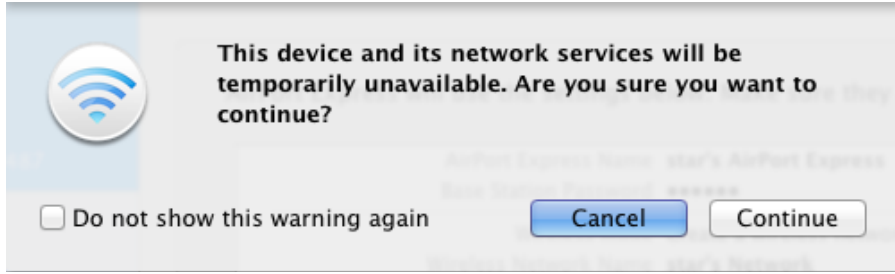 This device and its network services will be
temporarily unavailable. Are you sure you want to
continue?
AirPort Express Name star's AirPort Express
Base Station Password ••••••
Do not show this warning again
Cancel
Continue
Wireless Network Name star's Network